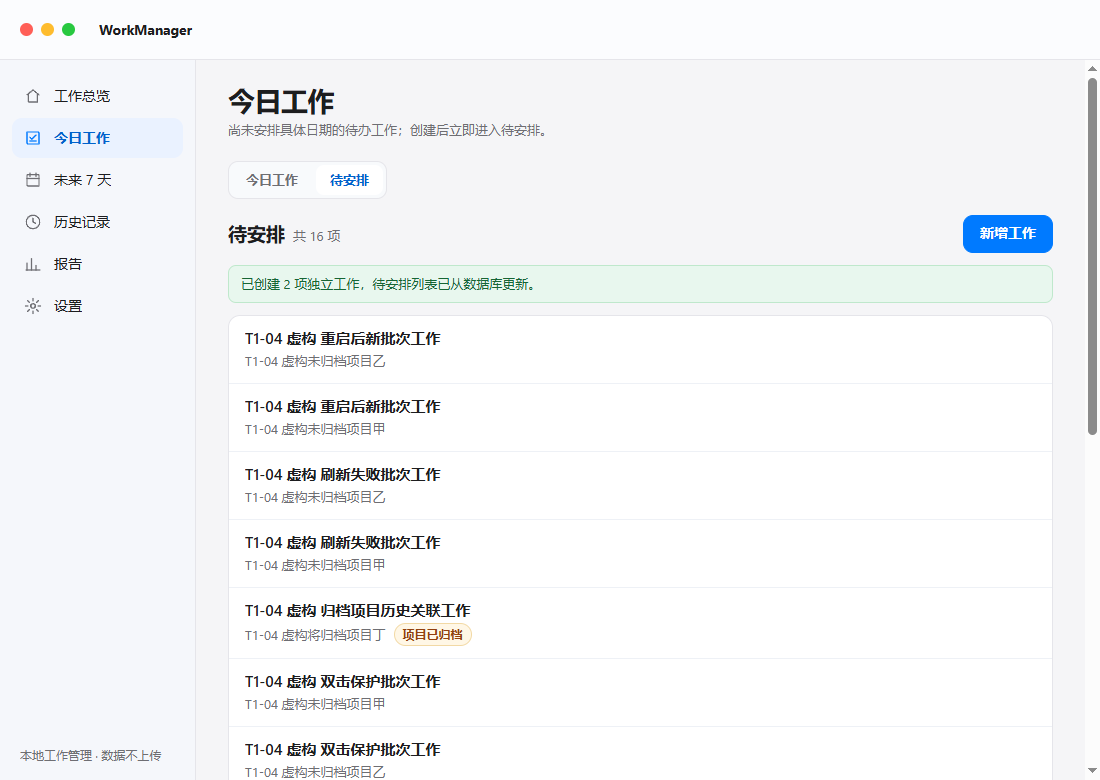 WorkManager
工作总览
今日工作
未来 7 天
历史记录
报告
设置
本地工作管理 · 数据不上传
今日工作
尚未安排具体日期的待办工作；创建后立即进入待安排。
今日工作 待安排
待安排 共 16 项
新增工作
已创建 2 项独立工作，待安排列表已从数据库更新。
T1-04 虚构 重启后新批次工作
T1-04 虚构未归档项目乙
T1-04 虚构 重启后新批次工作
T1-04 虚构未归档项目甲
T1-04 虚构 刷新失败批次工作
T1-04 虚构未归档项目乙
T1-04 虚构 刷新失败批次工作
T1-04 虚构未归档项目甲
T1-04 虚构 归档项目历史关联工作
T1-04 虚构将归档项目丁 项目已归档
T1-04 虚构 双击保护批次工作
T1-04 虚构未归档项目甲
T1-04 虚构 双击保护批次工作
T1-04 虚构未归档项目乙